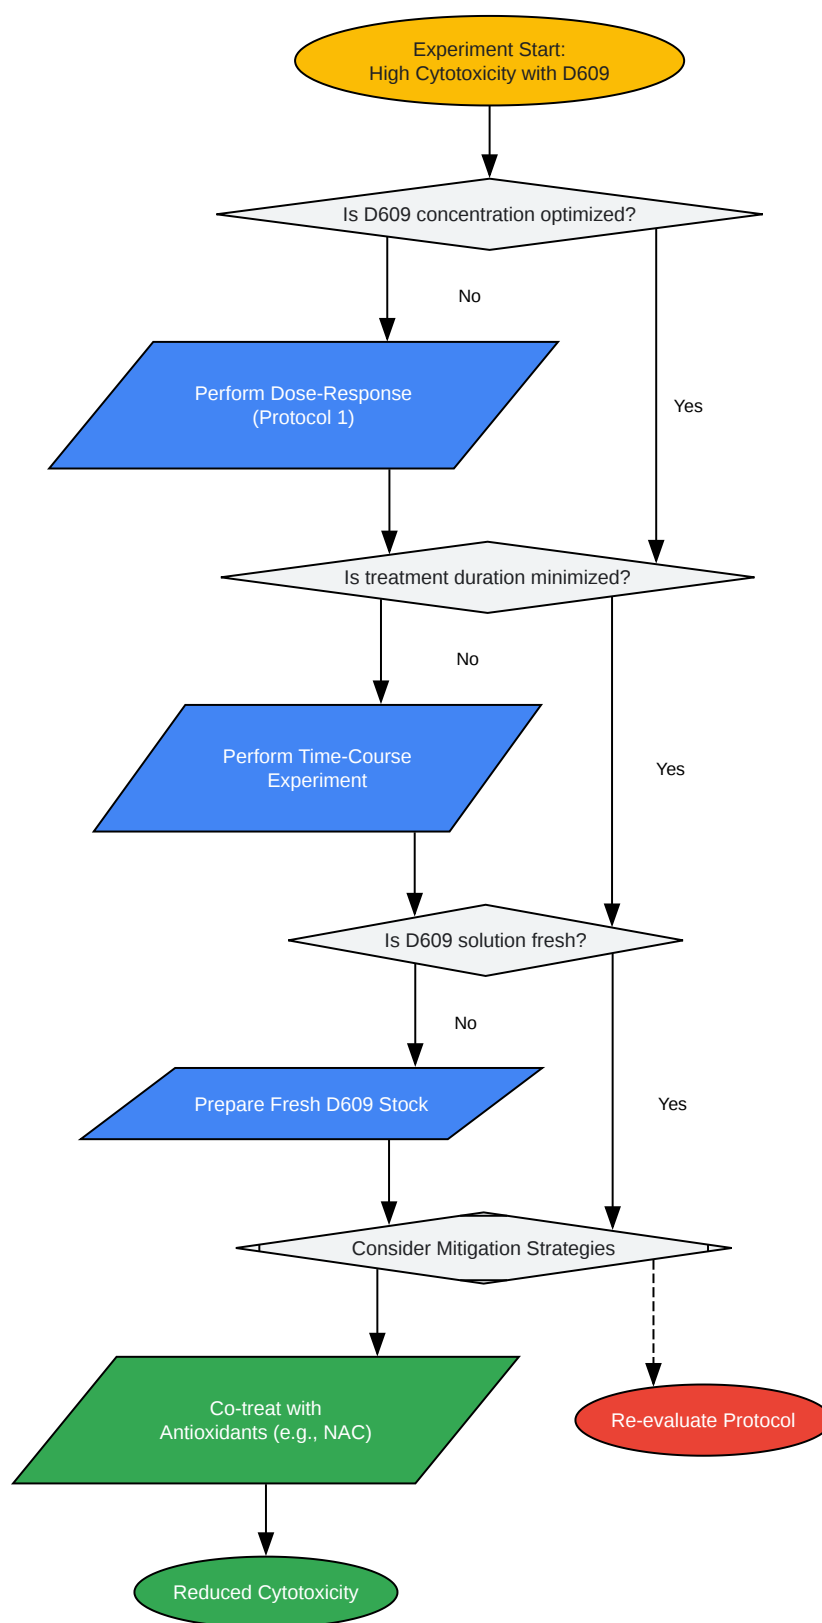 Experiment Start:
High Cytotoxicity with D609
Is D609 concentration optimized?
No
Perform Dose-Response
(Protocol 1)
Yes
Is treatment duration minimized?
No
Perform Time-Course
Experiment
Yes
Is D609 solution fresh?
No
Prepare Fresh D609 Stock
Yes
Consider Mitigation Strategies
Co-treat with
Antioxidants (e.g., NAC)
Re-evaluate Protocol
Reduced Cytotoxicity